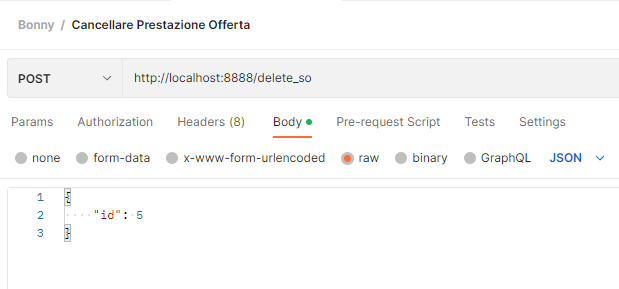 Bonny / Cancellare Prestazione Offerta
POST http://localhost:8888/delete_so
Params Authorization Headers (8) Body Pre-request Script Tests Settings
none form-data x-www-form-urlencoded raw binary GraphQL JSON
1 {
2 "id": 5
3 }